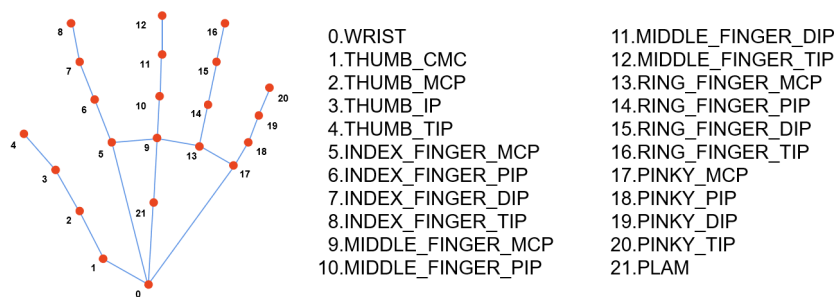 8
12
16
7
11
15
20
6
10
14
19
4
5
9
13
18
3
17
2
21
1
0
0.WRIST
1.THUMB_CMC
2.THUMB_MCP
3.THUMB_IP
4.THUMB_TIP
5.INDEX_FINGER_MCP
6.INDEX_FINGER_PIP
7.INDEX_FINGER_DIP
8.INDEX_FINGER_TIP
9.MIDDLE_FINGER_MCP
10.MIDDLE_FINGER_PIP
11.MIDDLE_FINGER_DIP
12.MIDDLE_FINGER_TIP
13.RING_FINGER_MCP
14.RING_FINGER_PIP
15.RING_FINGER_DIP
16.RING_FINGER_TIP
17.PINKY_MCP
18.PINKY_PIP
19.PINKY_DIP
20.PINKY_TIP
21.PLAM